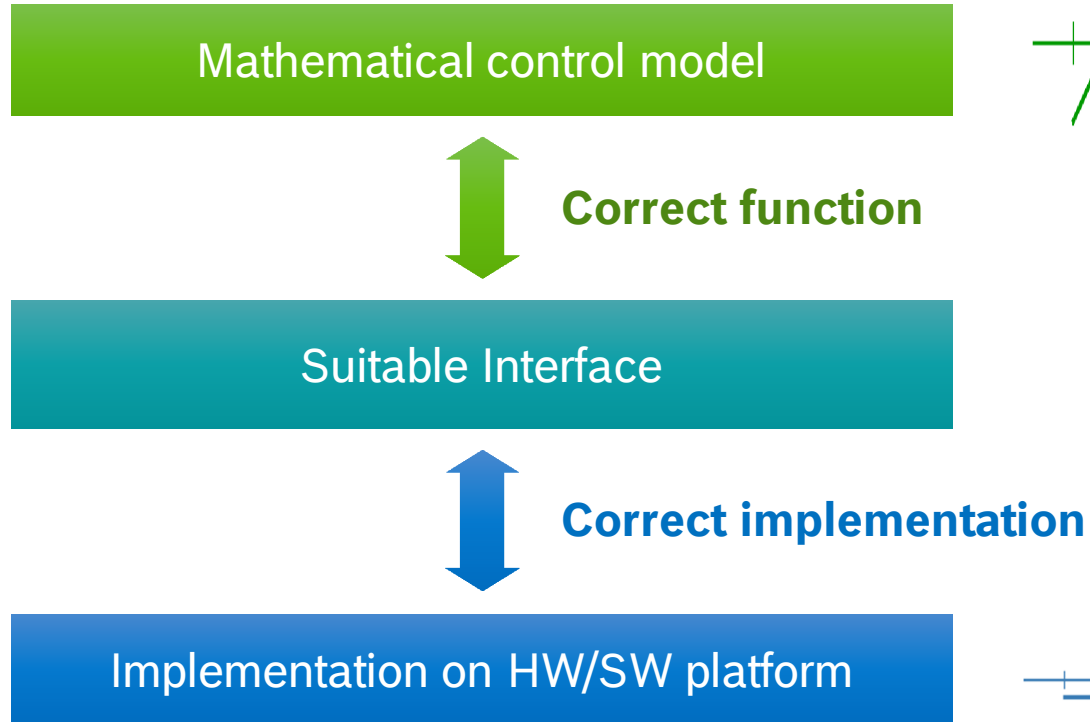 Mathematical control model
Correct function
Suitable Interface
Correct implementation
Implementation on HW/SW platform